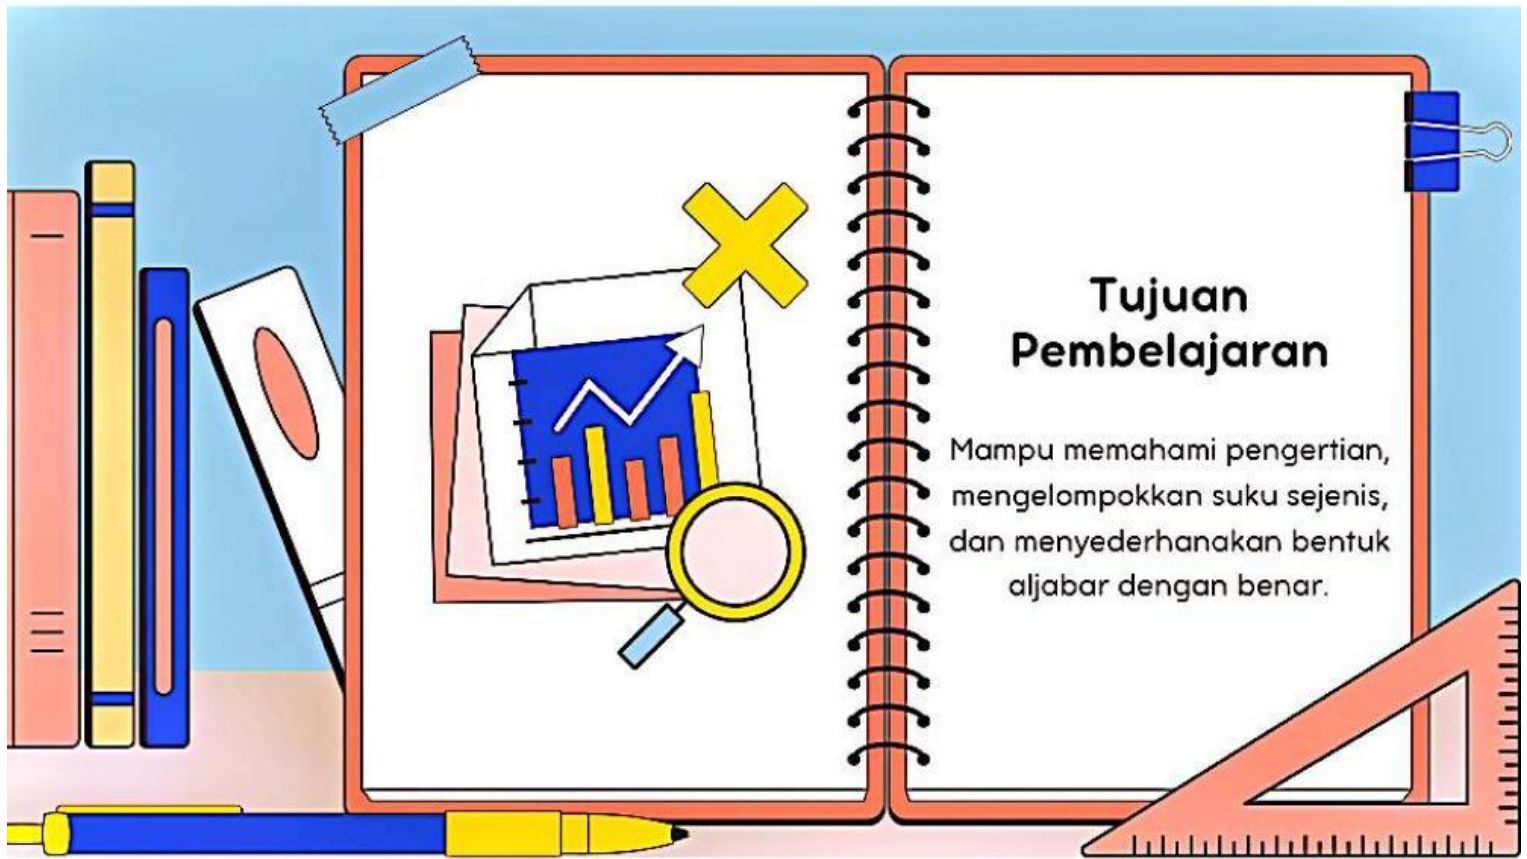 Tujuan
Pembelajaran
Mampu memahami pengertian,
mengelompokkan suku sejenis,
dan menyederhanakan bentuk
aljabar dengan benar.